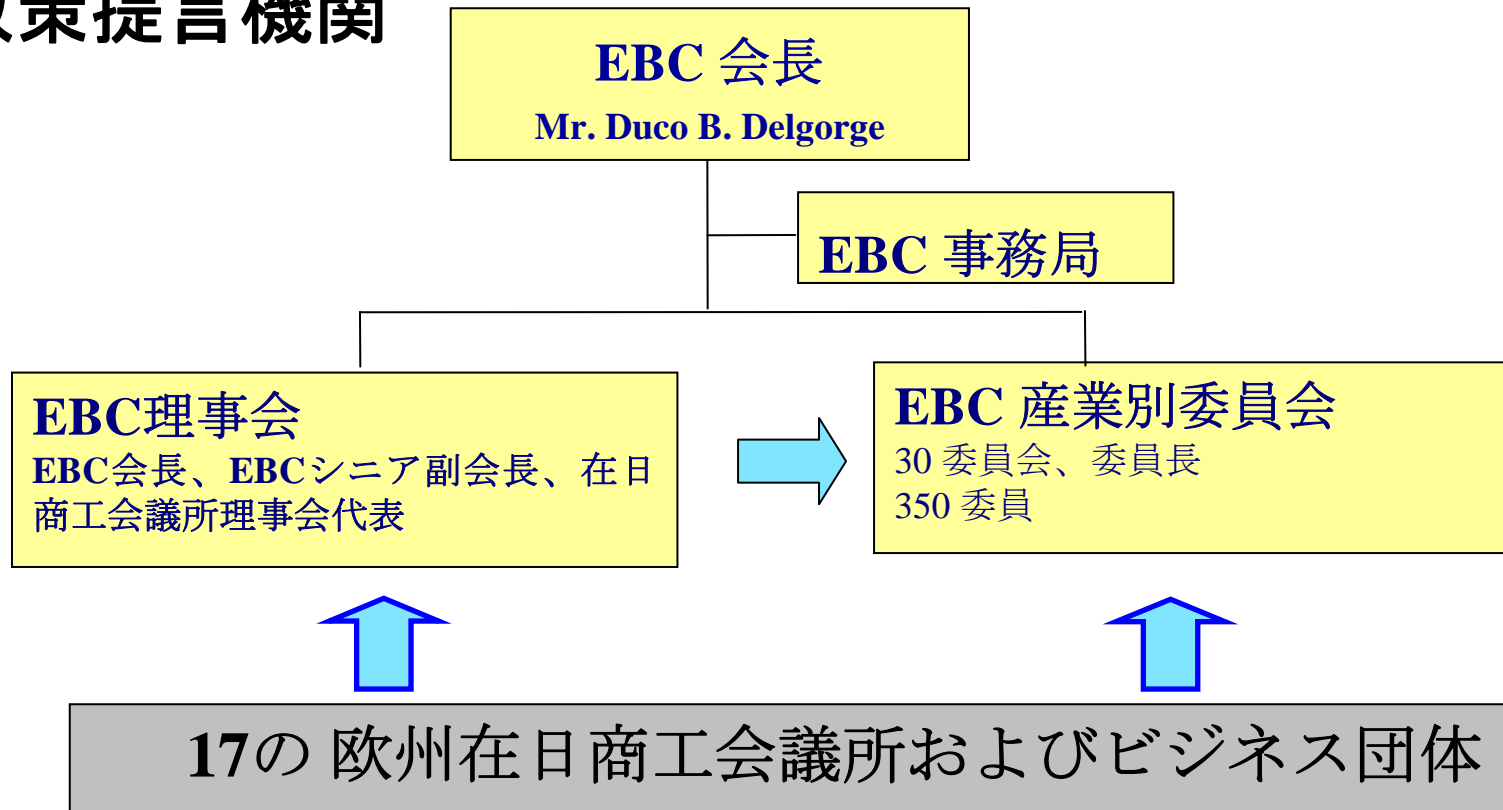 政策提言機関
EBC 会長
Mr. Duco B. Delgorge
EBC 事務局
EBC理事会
EBC会長、EBCシニア副会長、在日
商工会議所理事会代表
EBC 産業別委員会
30 委員会、委員長
350 委員
17の 欧州在日商工会議所およびビジネス団体